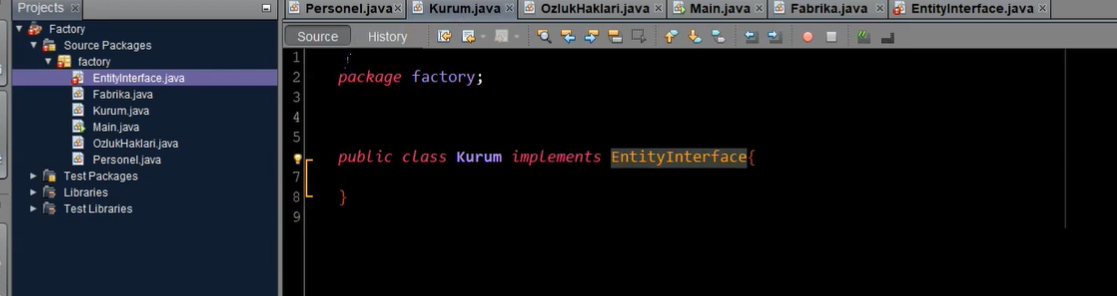 Projects
Factory
Source Packages
factory
EntityInterface.java
Fabrika.java
Kurum.java
Main.java
OzlukHaklari.java
Personel.java
Test Packages
Libraries
Test Libraries
Personel.java Kurum.java OzlukHaklari.java Main.java Fabrika.java EntityInterface.java
Source History
1
2 package factory;
3
4
5
public class Kurum implements EntityInterface{
7
8 }
9